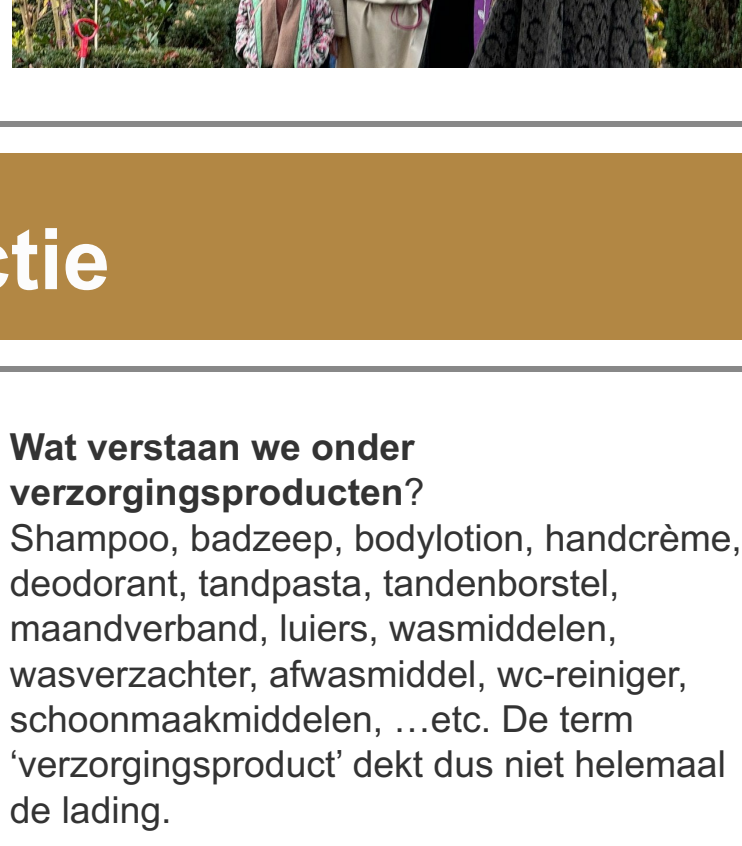 ctie
Wat verstaan we onder
verzorgingsproducten?
Shampoo, badzeep, bodylotion, handcrème,
deodorant, tandpasta, tandenborstel,
maandverband, luiers, wasmiddelen,
wasverzachter, afwasmiddel, wc-reiniger,
schoonmaakmiddelen, …etc. De term
‘verzorgingsproduct’ dekt dus niet helemaal
de lading.